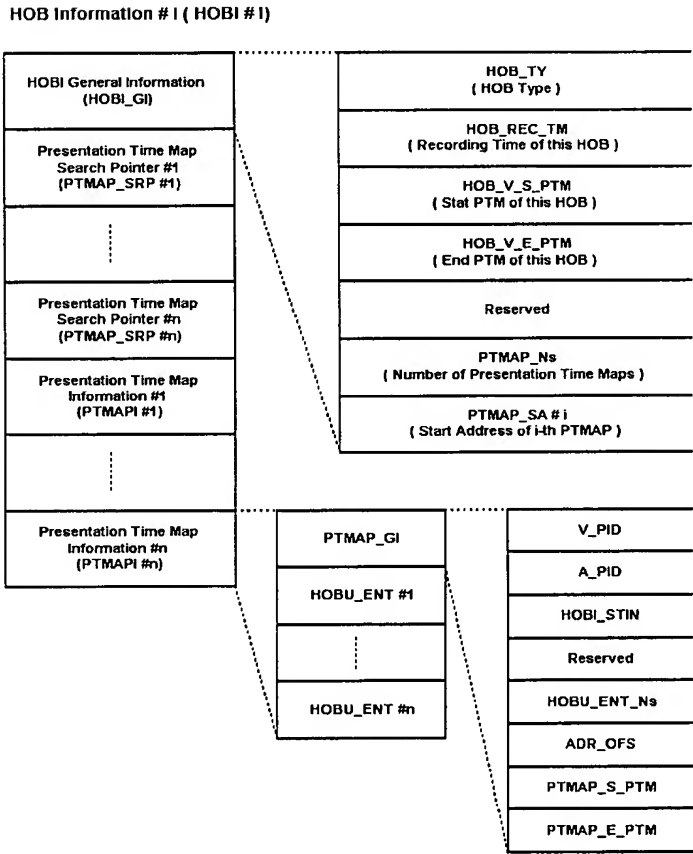 HOB Information # I ( HOBI # I)
HOBI General Information
(HOBI_GI)
Presentation Time Map
Search Pointer #1
(PTMAP_SRP #1)
Presentation Time Map
Search Pointer #n
(PTMAP_SRP #n)
Presentation Time Map
Information #1
(PTMAPI #1)
Presentation Time Map
Information #n
(PTMAPI #n)
HOB_TY
( HOB Type )
HOB_REC_TM
( Recording Time of this HOB )
HOB_V_S_PTM
( Stat PTM of this HOB )
HOB_V_E_PTM
( End PTM of this HOB )
Reserved
PTMAP_Ns
( Number of Presentation Time Maps )
PTMAP_SA # i
( Start Address of i-th PTMAP )
PTMAP_GI
HOBU_ENT #1
HOBU_ENT #n
V_PID
A_PID
HOBI_STIN
Reserved
HOBU_ENT_Ns
ADR_OFS
PTMAP_S_PTM
PTMAP_E_PTM